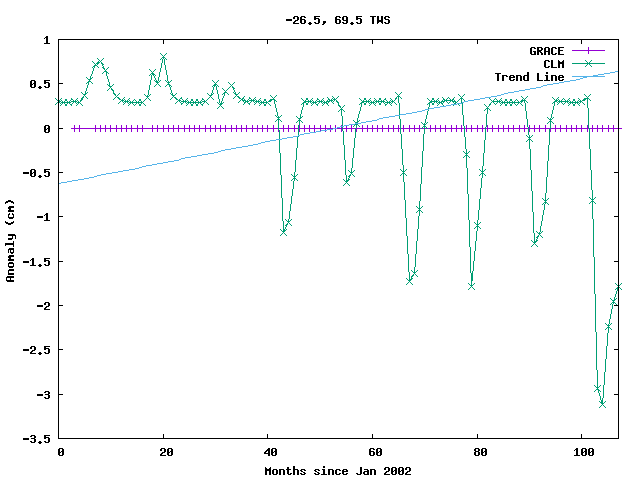 -26.5, 69.5 TWS
GRACE
CLM
Trend Line
1
0.5
0
-0.5
-1
-1.5
-2
-2.5
-3
-3.5
Anomaly (cm)
0 20 40 60 80 100
Months since Jan 2002